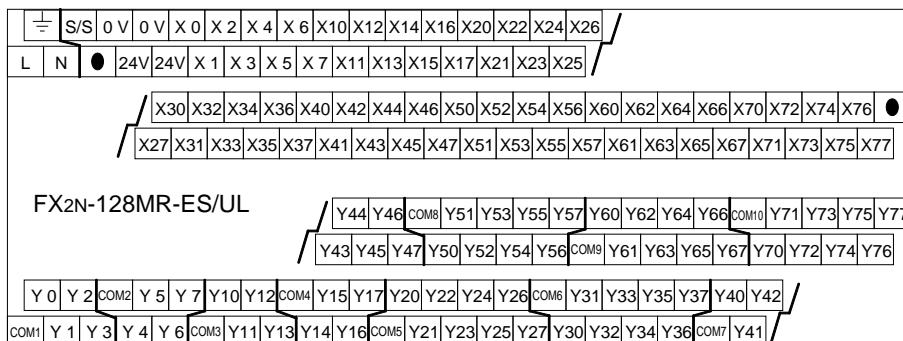 S/S 0 V 0 V X 0 X 2 X 4 X 6 X10 X12 X14 X16 X20 X22 X24 X26
L N 24V 24V X 1 X 3 X 5 X 7 X11 X13 X15 X17 X21 X23 X25
X30 X32 X34 X36 X40 X42 X44 X46 X50 X52 X54 X56 X60 X62 X64 X66 X70 X72 X74 X76
X27 X31 X33 X35 X37 X41 X43 X45 X47 X51 X53 X55 X57 X61 X63 X65 X67 X71 X73 X75 X77
FX2N-128MR-ES/UL
Y44 Y46 COM8 Y51 Y53 Y55 Y57 Y60 Y62 Y64 Y66 COM10 Y71 Y73 Y75 Y77
Y43 Y45 Y47 Y50 Y52 Y54 Y56 COM9 Y61 Y63 Y65 Y67 Y70 Y72 Y74 Y76
Y 0 Y 2 COM2 Y 5 Y 7 Y10 Y12 COM4 Y15 Y17 Y20 Y22 Y24 Y26 COM6 Y31 Y33 Y35 Y37 Y40 Y42
COM1 Y 1 Y 3 Y 4 Y 6 COM3 Y11 Y13 Y14 Y16 COM5 Y21 Y23 Y25 Y27 Y30 Y32 Y34 Y36 COM7 Y41